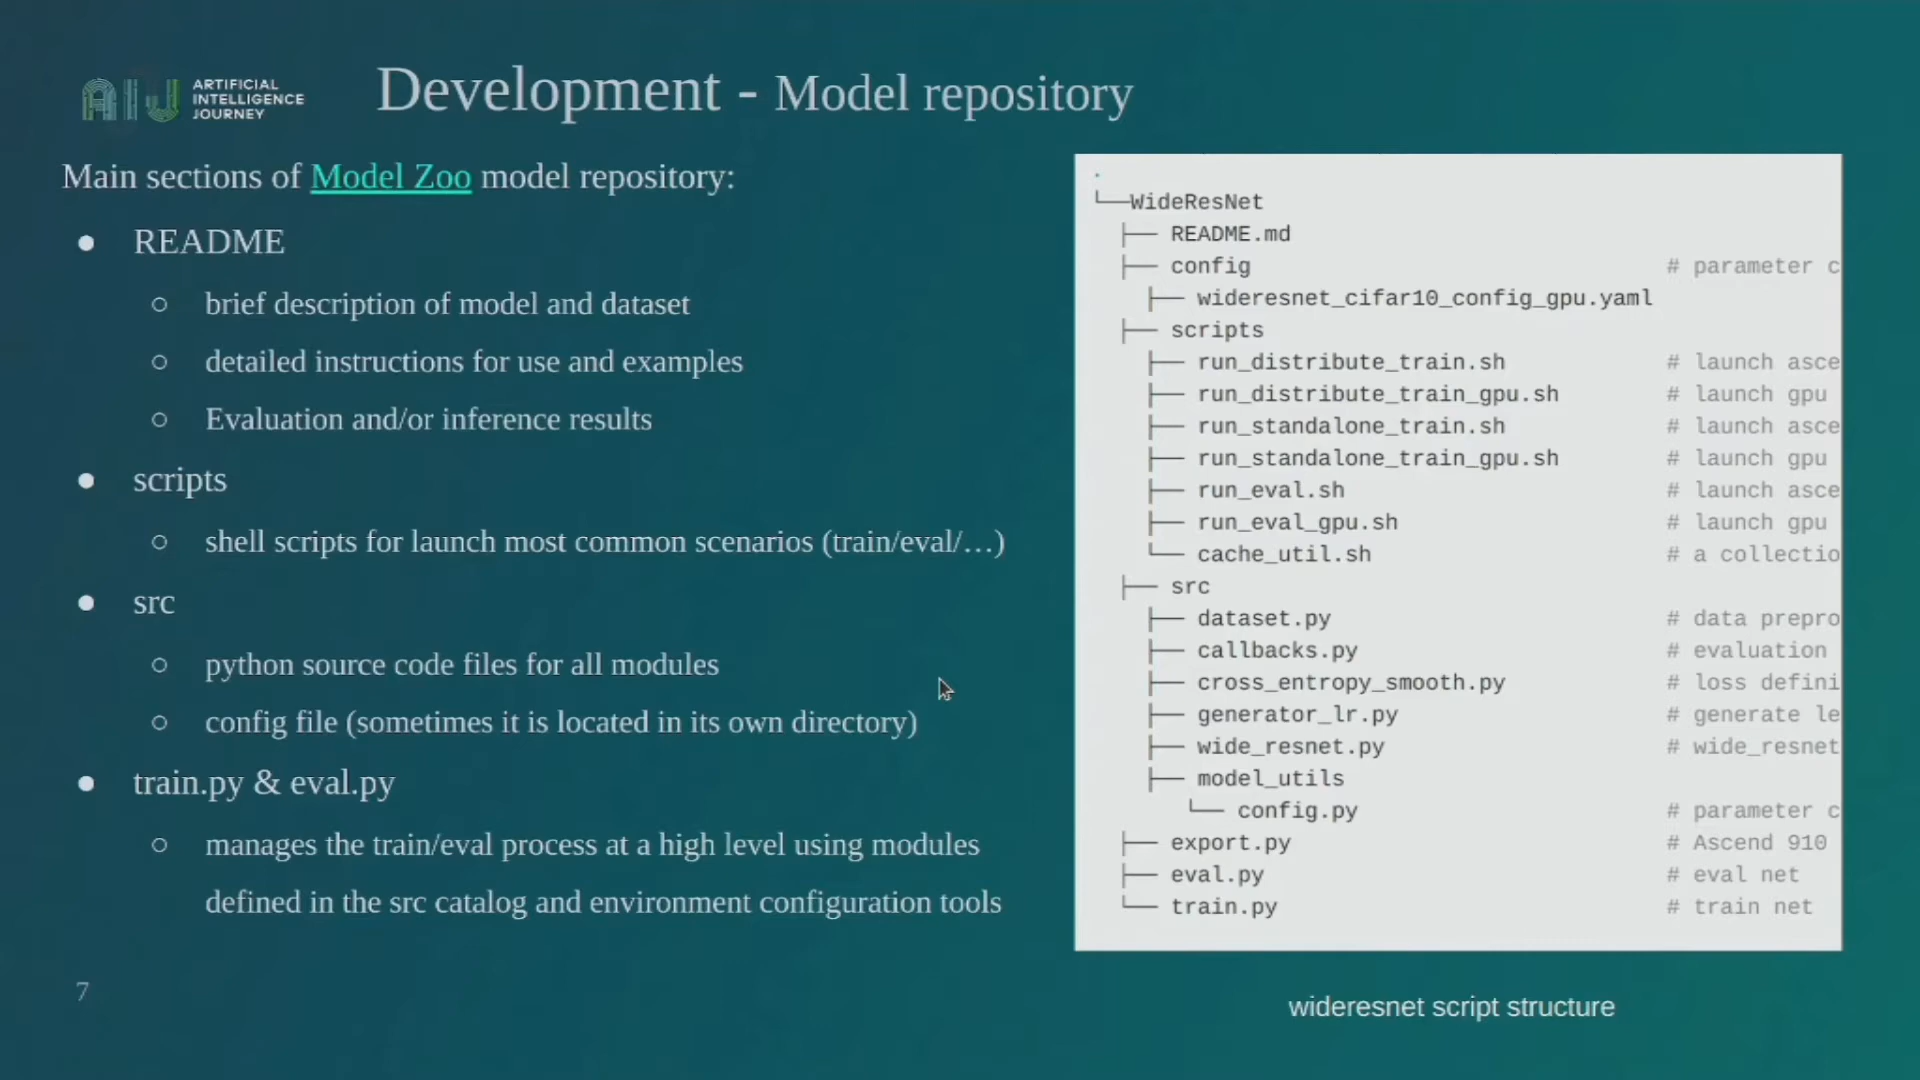 ARTIFICIAL
INTELLIGENCE
JOURNEY
Development - Model repository
Main sections of Model Zoo model repository:
● README
○ brief description of model and dataset
○ detailed instructions for use and examples
○ Evaluation and/or inference results
● scripts
○ shell scripts for launch most common scenarios (train/eval/…)
● src
○ python source code files for all modules
○ config file (sometimes it is located in its own directory)
● train.py & eval.py
○ manages the train/eval process at a high level using modules
defined in the src catalog and environment configuration tools
7
.
└──WideResNet
├── README.md
├── config # parameter c
├── wideresnet_cifar10_config_gpu.yaml
├── scripts
├── run_distribute_train.sh # launch asce
├── run_distribute_train_gpu.sh # launch gpu
├── run_standalone_train.sh # launch asce
├── run_standalone_train_gpu.sh # launch gpu
├── run_eval.sh # launch asce
├── run_eval_gpu.sh # launch gpu
└── cache_util.sh # a collectio
├── src
├── dataset.py # data prepro
├── callbacks.py # evaluation
├── cross_entropy_smooth.py # loss defini
├── generator_lr.py # generate le
├── wide_resnet.py # wide_resnet
├── model_utils
└── config.py # parameter c
├── export.py # Ascend 910
├── eval.py # eval net
└── train.py # train net
wideresnet script structure